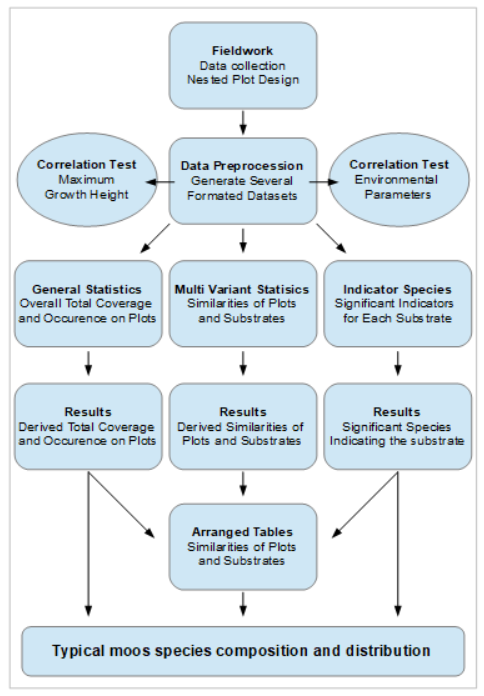 Fieldwork
Data collection
Nested Plot Design
Correlation Test
Maximum
Growth Height
Data Preprocession
Generate Several
Formated Datasets
Correlation Test
Environmental
Parameters
General Statistics
Overall Total Coverage
and Occurence on Plots
Multi Variant Statisics
Similarities of Plots
and Substrates
Indicator Species
Significant Indicators
for Each Substrate
Results
Derived Total Coverage
and Occurence on Plots
Results
Derived Similarities of
Plots and Substrates
Results
Significant Species
Indicating the substrate
Arranged Tables
Similarities of Plots
and Substrates
Typical moos species composition and distribution